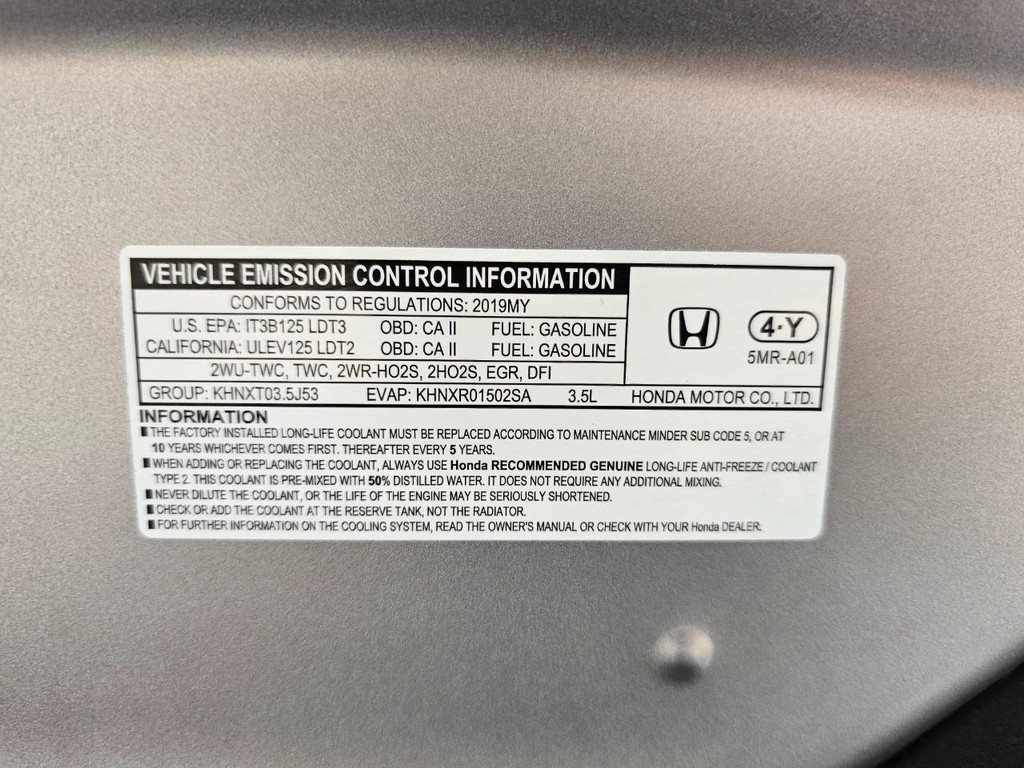 VEHICLE EMISSION CONTROL INFORMATION
CONFORMS TO REGULATIONS: 2019MY
U.S. EPA: IT3B125 LDT3 OBD: CA II FUEL: GASOLINE
CALIFORNIA: ULEV125 LDT2 OBD: CA II FUEL: GASOLINE
2WU-TWC, TWC, 2WR-HO2S, 2HO2S, EGR, DFI
4·Y
5MR-A01
GROUP: KHNXT03.5J53 EVAP: KHNXR01502SA 3.5L HONDA MOTOR CO., LTD.
INFORMATION
■ THE FACTORY INSTALLED LONG-LIFE COOLANT MUST BE REPLACED ACCORDING TO MAINTENANCE MINDER SUB CODE 5, OR AT
10 YEARS WHICHEVER COMES FIRST. THEREAFTER EVERY 5 YEARS.
■ WHEN ADDING OR REPLACING THE COOLANT, ALWAYS USE Honda RECOMMENDED GENUINE LONG-LIFE ANTI-FREEZE / COOLANT
TYPE 2. THIS COOLANT IS PRE-MIXED WITH 50% DISTILLED WATER. IT DOES NOT REQUIRE ANY ADDITIONAL MIXING.
■ NEVER DILUTE THE COOLANT, OR THE LIFE OF THE ENGINE MAY BE SERIOUSLY SHORTENED.
■ CHECK OR ADD THE COOLANT AT THE RESERVE TANK, NOT THE RADIATOR.
■ FOR FURTHER INFORMATION ON THE COOLING SYSTEM, READ THE OWNER'S MANUAL OR CHECK WITH YOUR Honda DEALER.